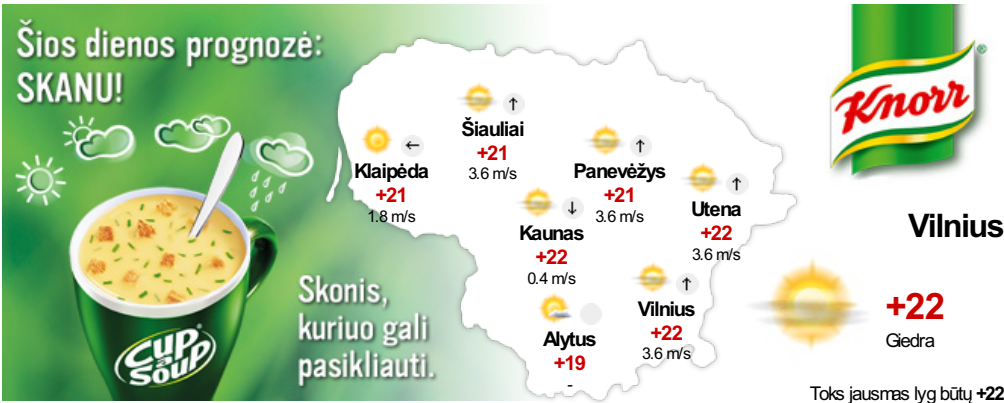 Šios dienos prognozė:
SKANU!
Skonis,
kuriuo gali
pasikliauti.
CUP
a
SOUP®
Klaipėda
+21
1.8 m/s
Šiauliai
+21
3.6 m/s
Panevėžys
+21
3.6 m/s
Utena
+22
3.6 m/s
Kaunas
+22
0.4 m/s
Vilnius
+22
3.6 m/s
Alytus
+19
-
Knorr®
Vilnius
+22
Giedra
Toks jausmas lyg būtų +22